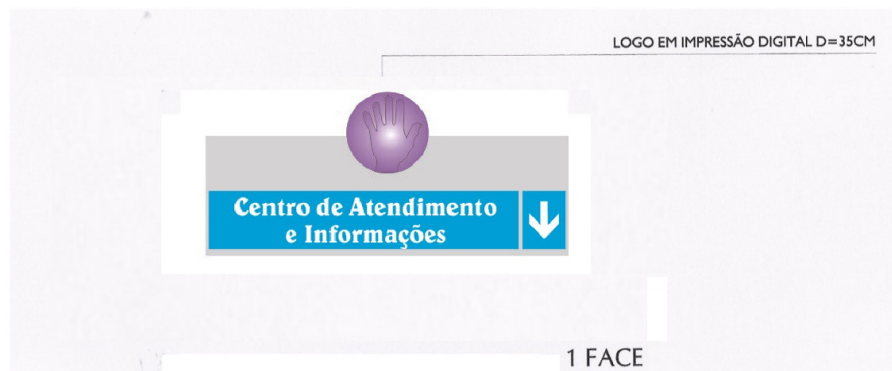 LOGO EM IMPRESSÃO DIGITAL D=35CM
Centro de Atendimento
e Informações
1 FACE